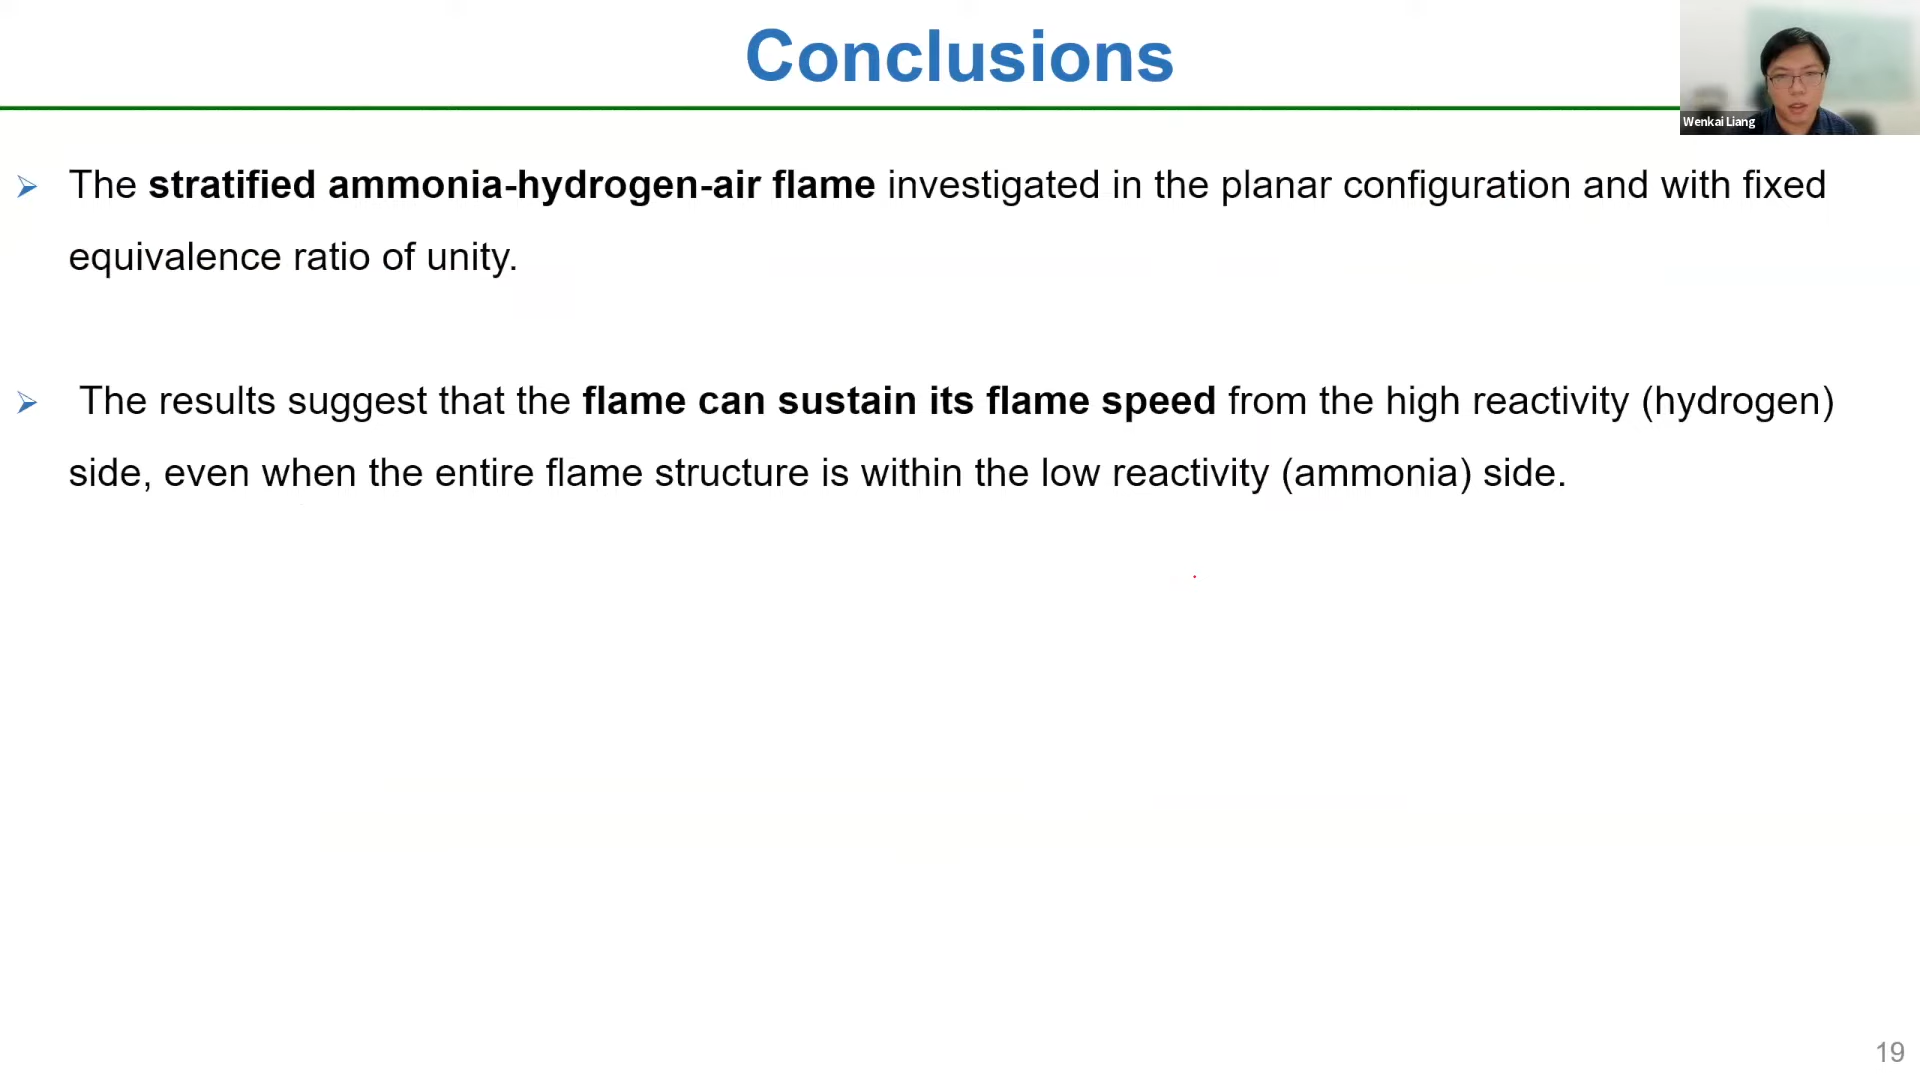 Conclusions
Wenkai Liang
The stratified ammonia-hydrogen-air flame investigated in the planar configuration and with fixed
equivalence ratio of unity.
The results suggest that the flame can sustain its flame speed from the high reactivity (hydrogen)
side, even when the entire flame structure is within the low reactivity (ammonia) side.
19